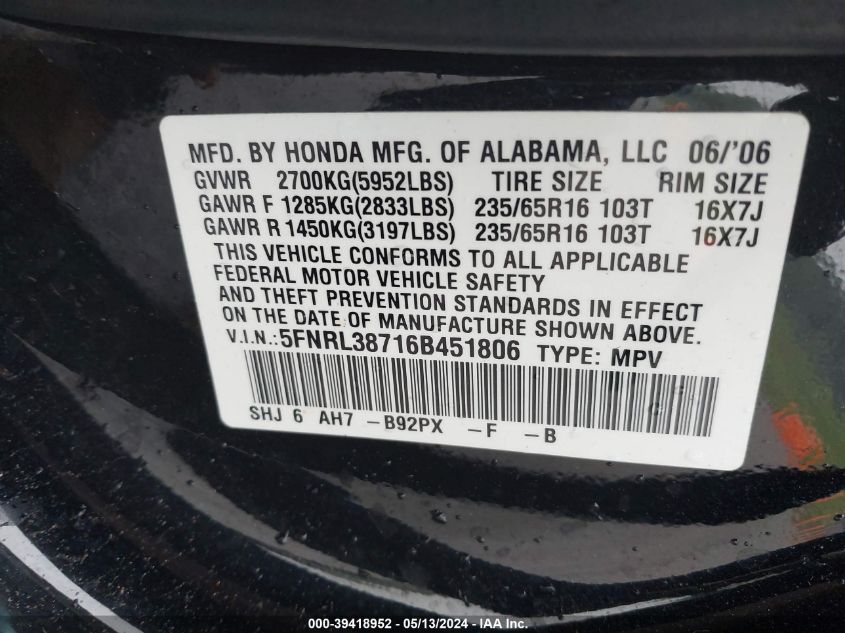 MFD. BY HONDA MFG. OF ALABAMA, LLC 06/'06
GVWR 2700KG(5952LBS) TIRE SIZE RIM SIZE
GAWR F 1285KG(2833LBS) 235/65R16 103T 16X7J
GAWR R 1450KG(3197LBS) 235/65R16 103T 16X7J
THIS VEHICLE CONFORMS TO ALL APPLICABLE
FEDERAL MOTOR VEHICLE SAFETY
AND THEFT PREVENTION STANDARDS IN EFFECT
ON THE DATE OF MANUFACTURE SHOWN ABOVE.
V.I.N.:5FNRL38716B451806 TYPE: MPV
SHJ 6 AH7 -B92PX -F -B
000-39418952 - 05/13/2024 - IAAI Inc.